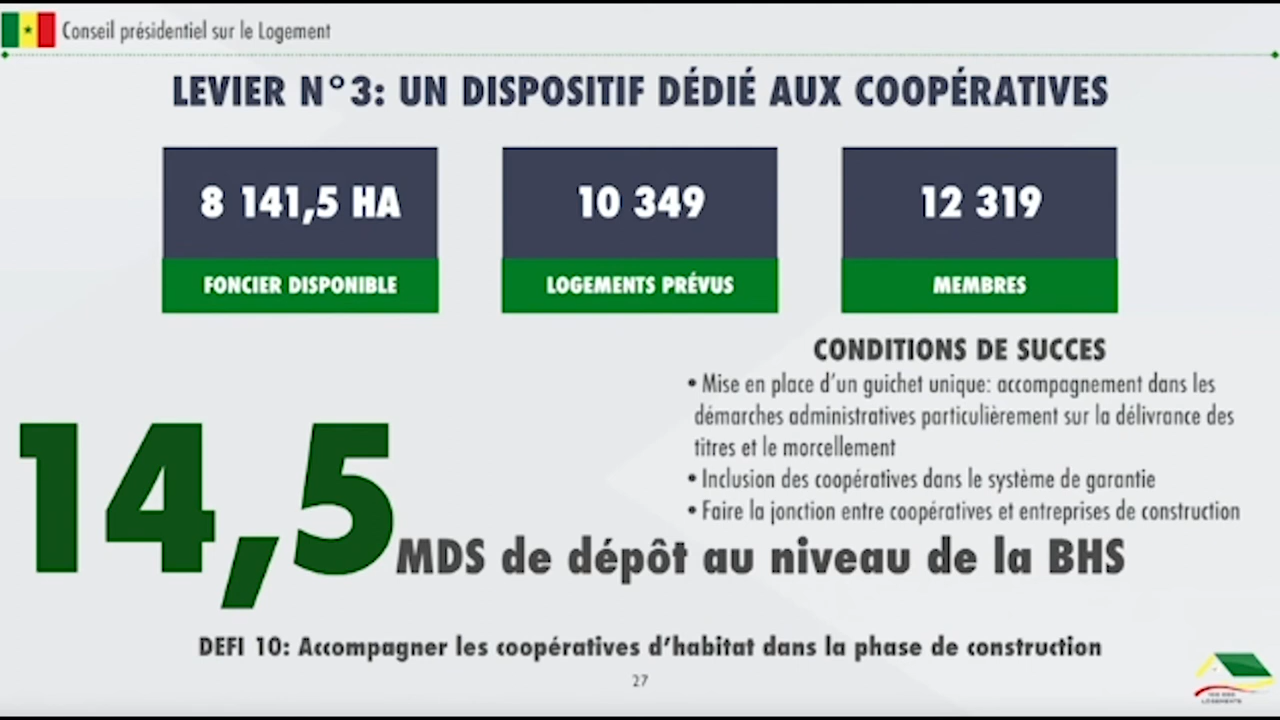 Conseil présidentiel sur le Logement
LEVIER N°3: UN DISPOSITIF DÉDIÉ AUX COOPÉRATIVES
8 141,5 HA
FONCIER DISPONIBLE
10 349
LOGEMENTS PRÉVUS
12 319
MEMBRES
CONDITIONS DE SUCCES
• Mise en place d'un guichet unique: accompagnement dans les
démarches administratives particulièrement sur la délivrance des
titres et le morcellement
• Inclusion des coopératives dans le système de garantie
• Faire la jonction entre coopératives et entreprises de construction
14,5 MDS de dépôt au niveau de la BHS
DEFI 10: Accompagner les coopératives d'habitat dans la phase de construction
27
LOGEMENTS